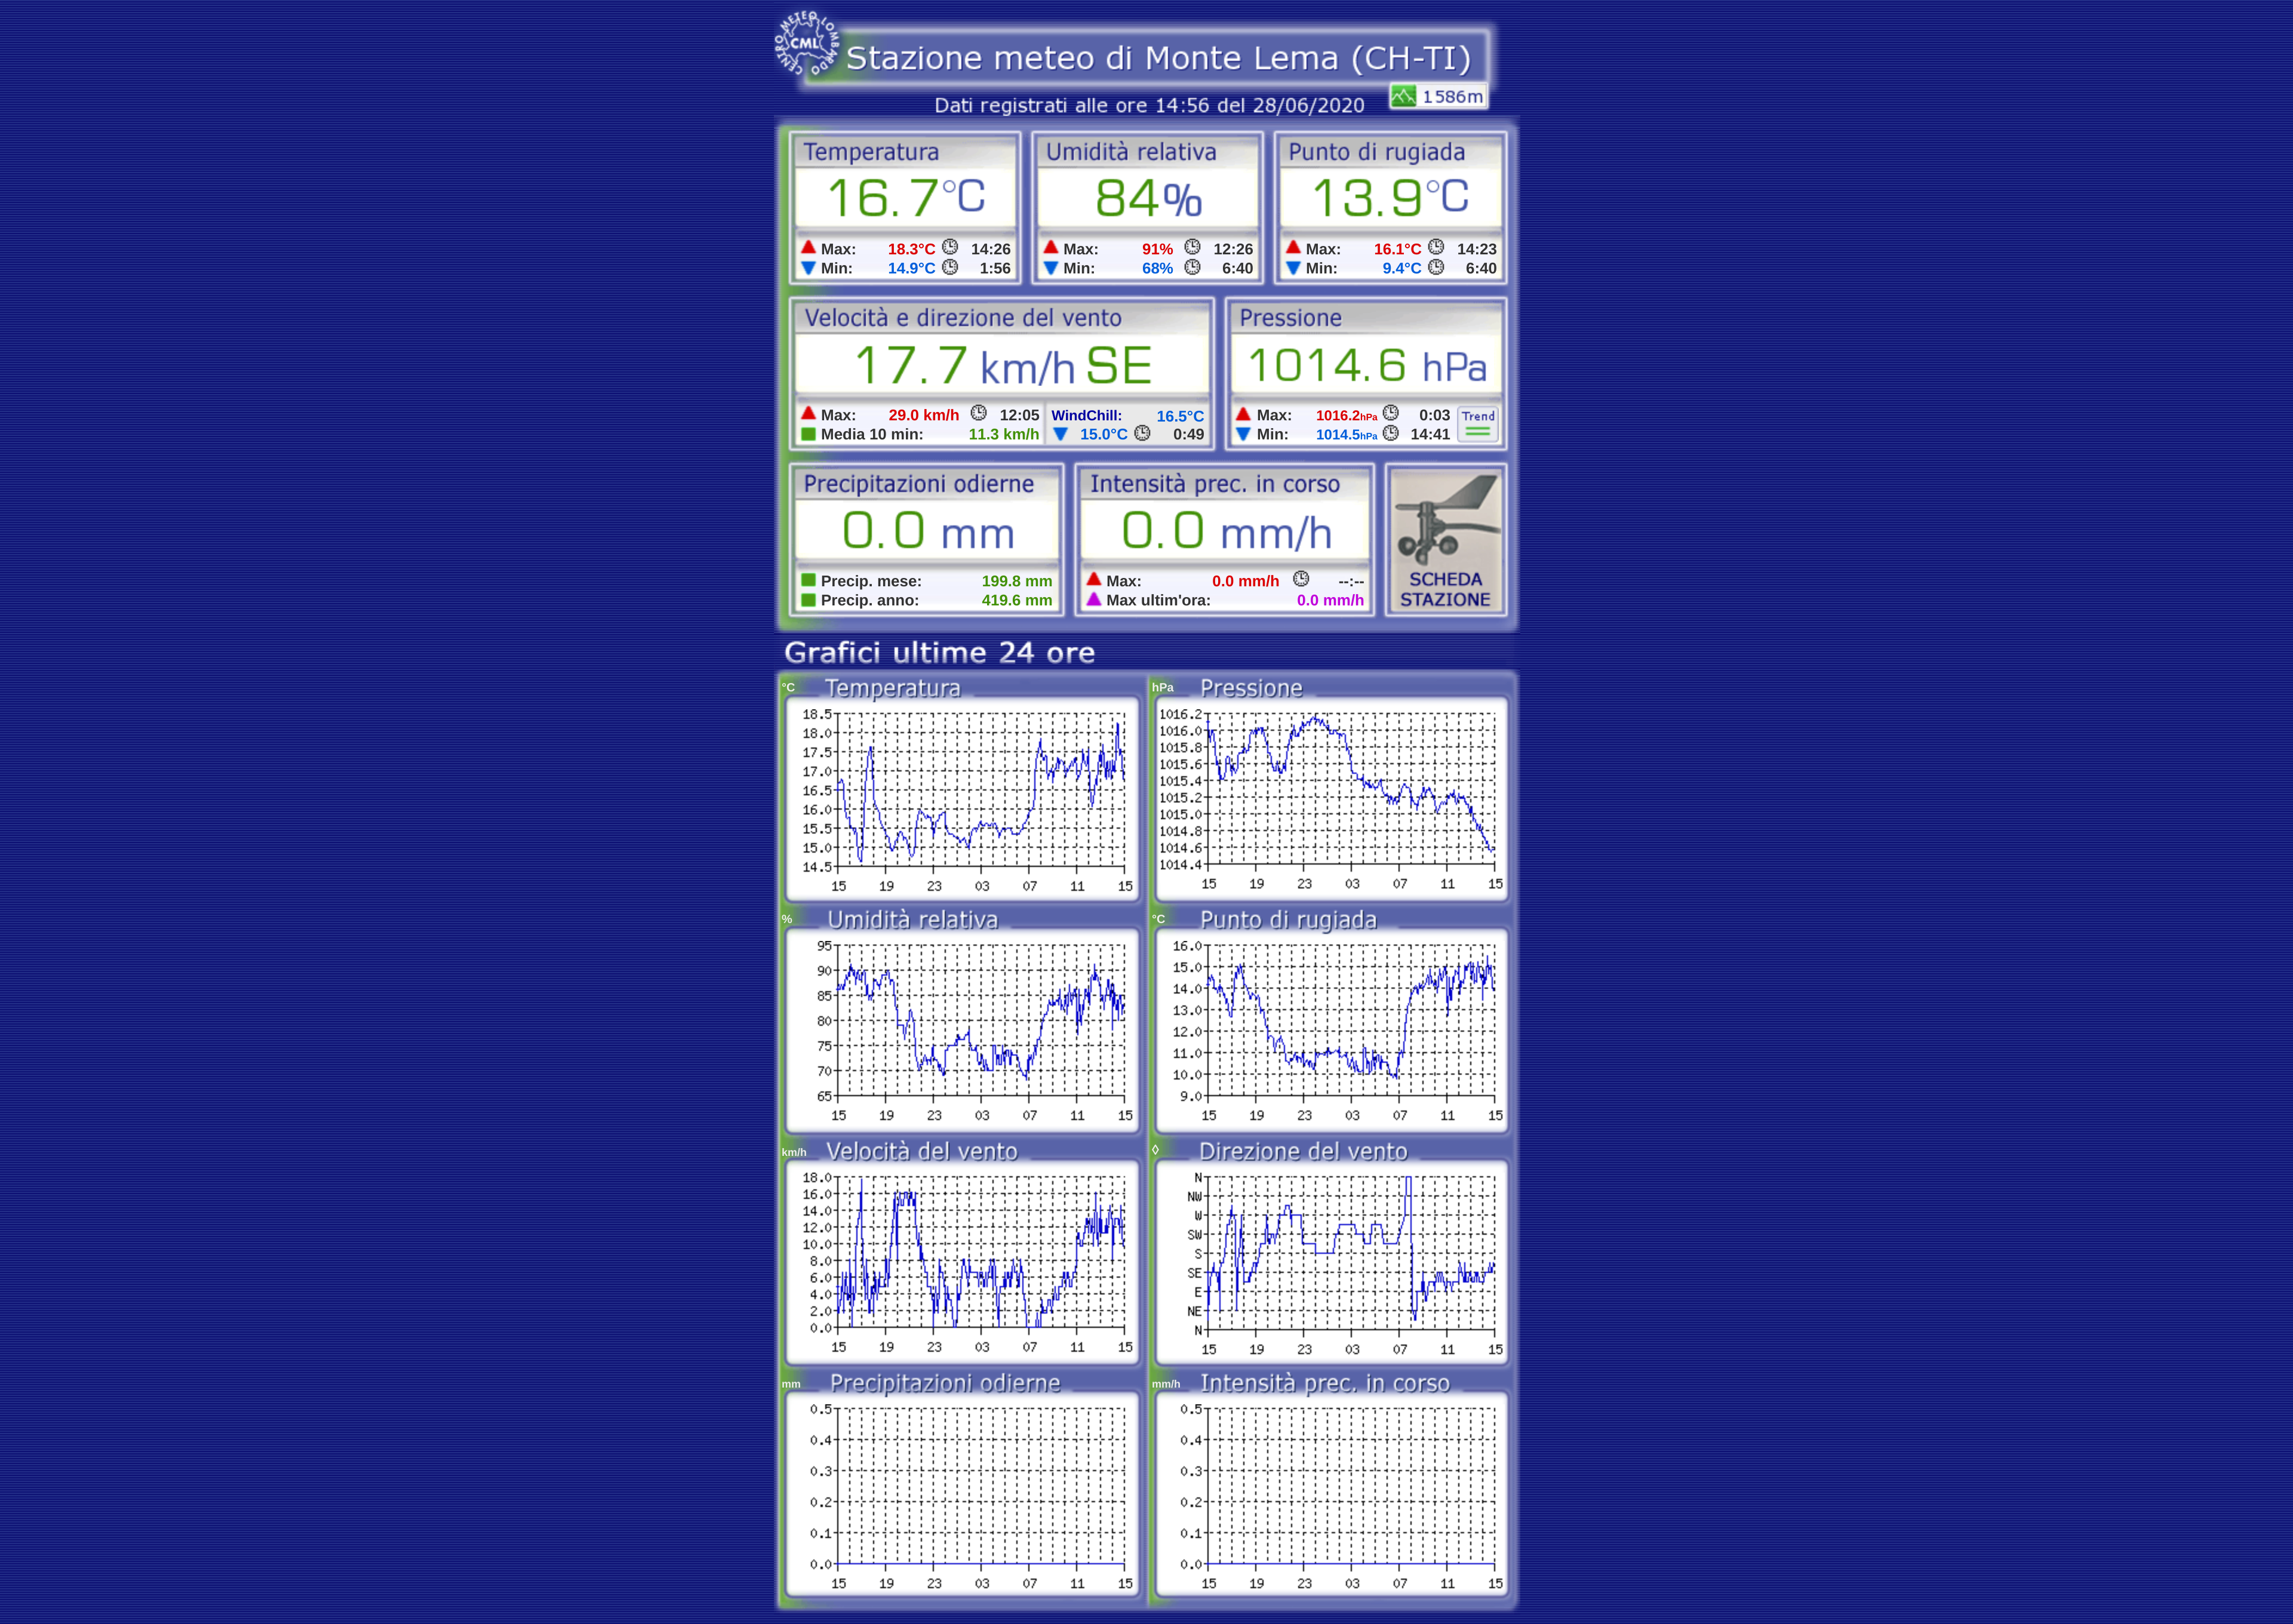 CENTRO METEO LOMBARDO
CML
Stazione meteo di Monte Lema (CH-TI)
Dati registrati alle ore 14:56 del 28/06/2020
1586m
Temperatura
16.7°C
Max: 18.3°C 14:26
Min: 14.9°C 1:56
Umidità relativa
84%
Max: 91% 12:26
Min: 68% 6:40
Punto di rugiada
13.9°C
Max: 16.1°C 14:23
Min: 9.4°C 6:40
Velocità e direzione del vento
17.7 km/h SE
Max: 29.0 km/h 12:05
Media 10 min: 11.3 km/h
WindChill: 16.5°C
15.0°C 0:49
Pressione
1014.6 hPa
Max: 1016.2hPa 0:03
Min: 1014.5hPa 14:41
Trend
Precipitazioni odierne
0.0 mm
Precip. mese: 199.8 mm
Precip. anno: 419.6 mm
Intensità prec. in corso
0.0 mm/h
Max: 0.0 mm/h --:--
Max ultim'ora: 0.0 mm/h
SCHEDA
STAZIONE
Grafici ultime 24 ore
°C Temperatura
18.5
18.0
17.5
17.0
16.5
16.0
15.5
15.0
14.5
15 19 23 03 07 11 15
hPa Pressione
1016.2
1016.0
1015.8
1015.6
1015.4
1015.2
1015.0
1014.8
1014.6
1014.4
15 19 23 03 07 11 15
% Umidità relativa
95
90
85
80
75
70
65
15 19 23 03 07 11 15
°C Punto di rugiada
16.0
15.0
14.0
13.0
12.0
11.0
10.0
9.0
15 19 23 03 07 11 15
km/h Velocità del vento
18.0
16.0
14.0
12.0
10.0
8.0
6.0
4.0
2.0
0.0
15 19 23 03 07 11 15
◊ Direzione del vento
N
NW
W
SW
S
SE
E
NE
N
15 19 23 03 07 11 15
mm Precipitazioni odierne
0.5
0.4
0.3
0.2
0.1
0.0
15 19 23 03 07 11 15
mm/h Intensità prec. in corso
0.5
0.4
0.3
0.2
0.1
0.0
15 19 23 03 07 11 15